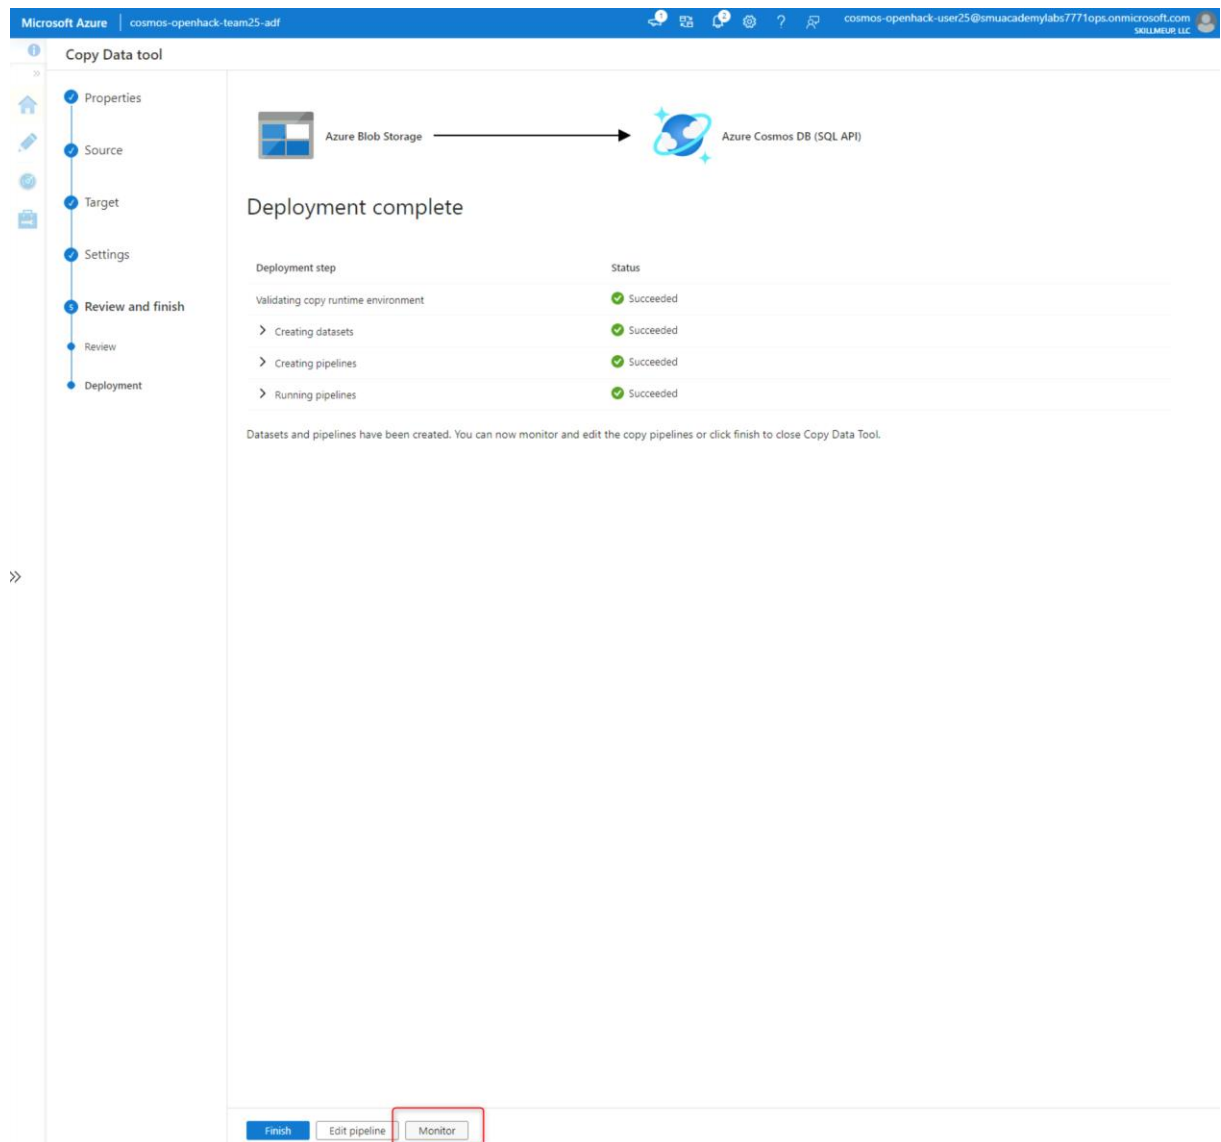 Microsoft Azure cosmos-openhack-team25-adf 1 2 ? cosmos-openhack-user25@smuacademylabs7771ops.onmicrosoft.com
SKILLMEUP, LLC
Copy Data tool
Properties
Source
Target
Settings
5 Review and finish
Review
Deployment
Azure Blob Storage
Azure Cosmos DB (SQL API)
Deployment complete
Deployment step Status
Validating copy runtime environment Succeeded
Creating datasets Succeeded
Creating pipelines Succeeded
Running pipelines Succeeded
Datasets and pipelines have been created. You can now monitor and edit the copy pipelines or click finish to close Copy Data Tool.
Finish Edit pipeline Monitor